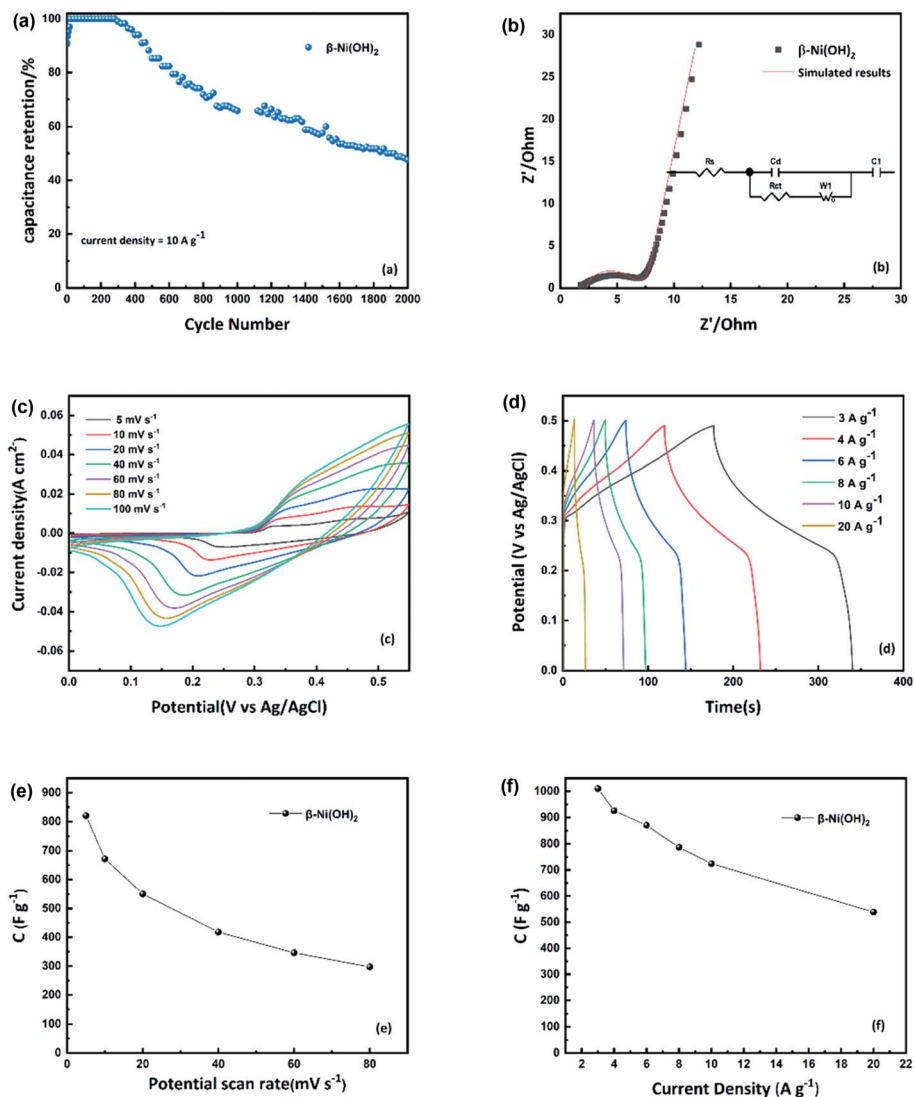 (a)
capacitance retention/%
120
100
80
60
40
20
0
β-Ni(OH)2
current density = 10 A g-1
(a)
0 200 400 600 800 1000 1200 1400 1600 1800 2000
Cycle Number
(b)
Z'/Ohm
30
25
20
15
10
5
0
β-Ni(OH)2
Simulated results
Rs
Cd
C1
Rct
W1
(b)
0 5 10 15 20 25 30
Z'/Ohm
(c)
Current density(A cm2)
0.06
0.04
0.02
0.00
-0.02
-0.04
-0.06
5 mV s-1
10 mV s-1
20 mV s-1
40 mV s-1
60 mV s-1
80 mV s-1
100 mV s-1
(c)
0.0 0.1 0.2 0.3 0.4 0.5
Potential(V vs Ag/AgCl)
(d)
Potential (V vs Ag/AgCl)
0.5
0.4
0.3
0.2
0.1
0.0
3 A g-1
4 A g-1
6 A g-1
8 A g-1
10 A g-1
20 A g-1
(d)
0 100 200 300 400
Time(s)
(e)
C (F g-1)
900
800
700
600
500
400
300
200
100
0
β-Ni(OH)2
(e)
0 20 40 60 80
Potential scan rate(mV s-1)
(f)
C (F g-1)
1000
900
800
700
600
500
400
300
200
100
0
β-Ni(OH)2
(f)
2 4 6 8 10 12 14 16 18 20 22
Current Density (A g-1)